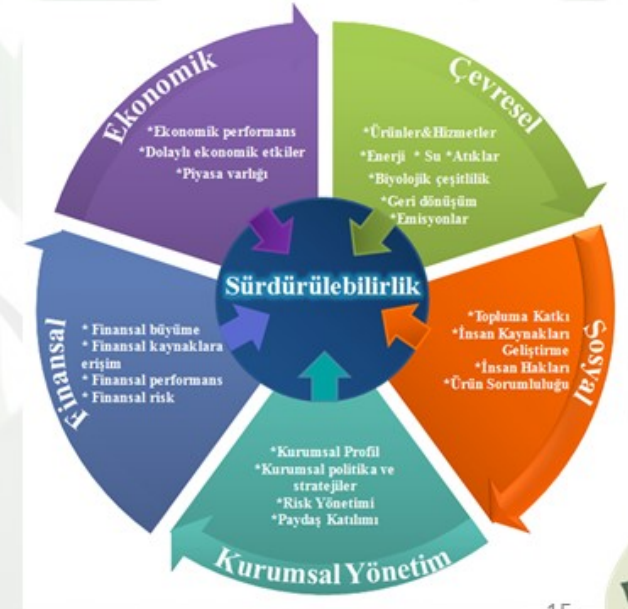 Ekonomik
*Ekonomik performans
*Dolaylı ekonomik etkiler
*Piyasa varlığı
Çevresel
*Ürünler&Hizmetler
*Enerji * Su *Atıklar
*Biyolojik çeşitlilik
*Geri dönüşüm
*Emisyonlar
Sürdürülebilirlik
Finansal
* Finansal büyüme
* Finansal kaynaklara
erişim
* Finansal performans
* Finansal risk
Sosyal
*Topluma Katkı
*İnsan Kaynakları
Geliştirme
*İnsan Hakları
*Ürün Sorumluluğu
*Kurumsal Profil
*Kurumsal politika ve
stratejiler
*Risk Yönetimi
*Paydaş Katılımı
Kurumsal Yönetim